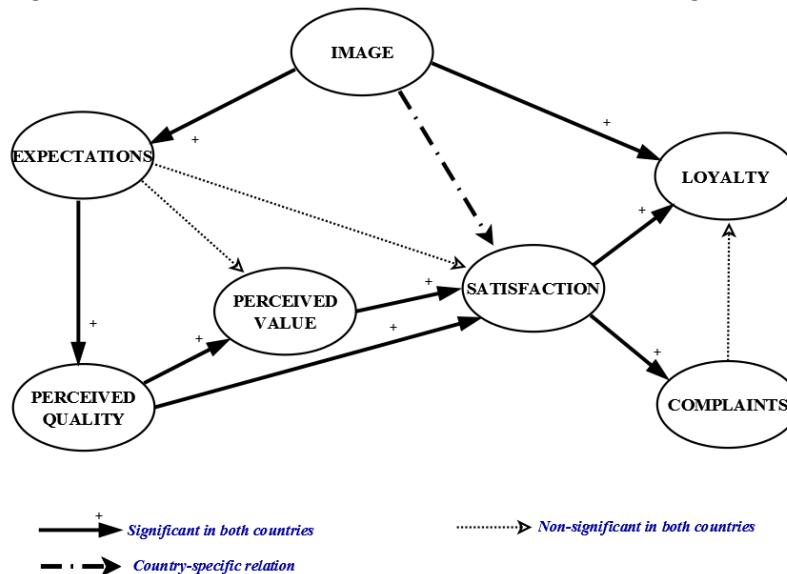 IMAGE
+
+
EXPECTATIONS
LOYALTY
+
PERCEIVED
VALUE
+
SATISFACTION
+
+
+
+
PERCEIVED
QUALITY
COMPLAINTS
+
Significant in both countries
Non-significant in both countries
Country-specific relation